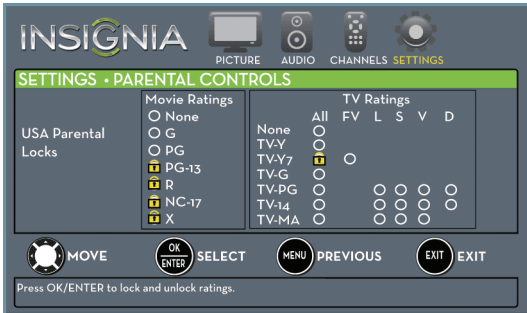 INSIGNIA
PICTURE AUDIO CHANNELS SETTINGS
SETTINGS • PARENTAL CONTROLS
USA Parental
Locks
Movie Ratings
None
G
PG
PG-13
R
NC-17
X
TV Ratings
All FV L S V D
None
TV-Y
TV-Y7
TV-G
TV-PG
TV-14
TV-MA
MOVE
OK
ENTER
SELECT
MENU
PREVIOUS
EXIT
EXIT
Press OK/ENTER to lock and unlock ratings.